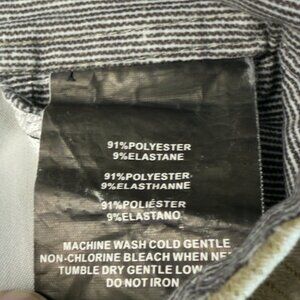 91%POLYESTER
9%ELASTANE
91%POLYESTER
9%ELASTHANNE
91%POLIÉSTER
9%ELASTANO
MACHINE WASH COLD GENTLE
NON-CHLORINE BLEACH WHEN
TUMBLE DRY GENTLE LOW
DO NOT IRON